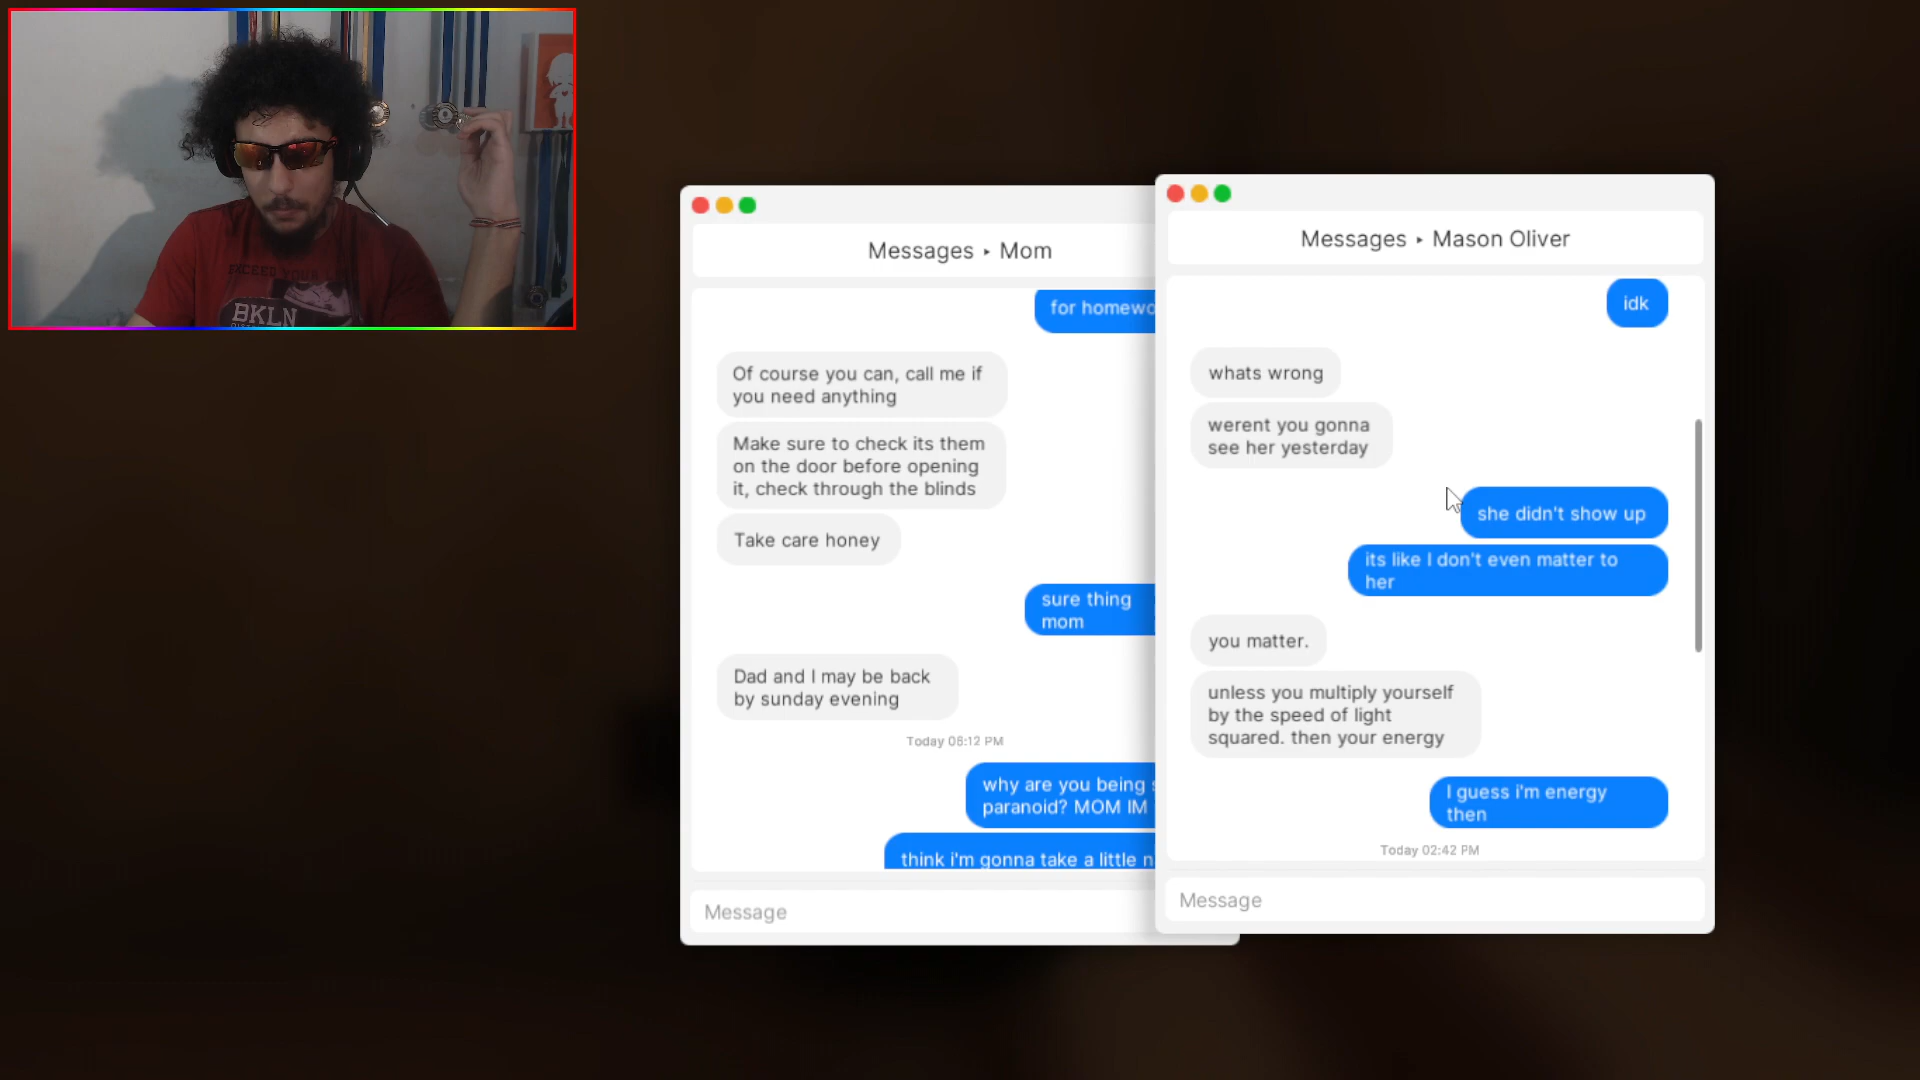 EXCEED YOUR
BKLN
Messages ▸ Mom
for homewo
Of course you can, call me if
you need anything
Make sure to check its them
on the door before opening
it, check through the blinds
Take care honey
sure thing
mom
Dad and I may be back
by sunday evening
Today 06:12 PM
why are you being s
paranoid? MOM IM
think i'm gonna take a little n
Message
Messages ▸ Mason Oliver
idk
whats wrong
werent you gonna
see her yesterday
she didn't show up
its like I don't even matter to
her
you matter.
unless you multiply yourself
by the speed of light
squared. then your energy
I guess i'm energy
then
Today 02:42 PM
Message